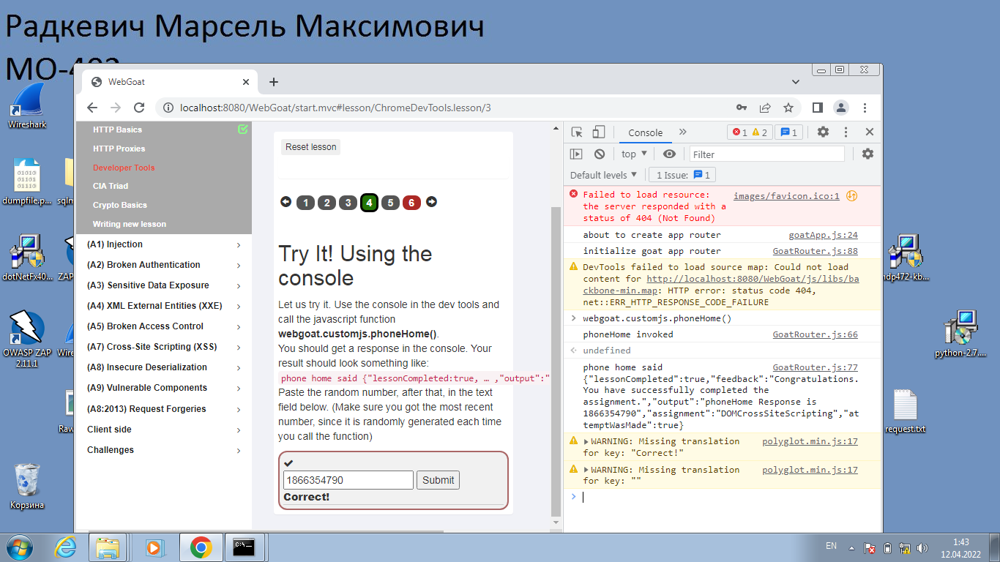 Радкевич Марсель Максимович
МО-403
WebGoat
localhost:8080/WebGoat/start.mvc#lesson/ChromeDevTools.lesson/3
Wireshark
dumpfile.p...
sqlm
dotNetFx40...
ZAP
OWASP ZAP
2.11.1
Wire
Raw
Корзина
HTTP Basics
HTTP Proxies
Developer Tools
CIA Triad
Crypto Basics
Writing new lesson
(A1) Injection
(A2) Broken Authentication
(A3) Sensitive Data Exposure
(A4) XML External Entities (XXE)
(A5) Broken Access Control
(A7) Cross-Site Scripting (XSS)
(A8) Insecure Deserialization
(A9) Vulnerable Components
(A8:2013) Request Forgeries
Client side
Challenges
Reset lesson
1 2 3 4 5 6
Try It! Using the
console
Let us try it. Use the console in the dev tools and
call the javascript function
webgoat.customjs.phoneHome().
You should get a response in the console. Your
result should look something like:
phone home said {"lessonCompleted:true, … ,"output":"
Paste the random number, after that, in the text
field below. (Make sure you got the most recent
number, since it is randomly generated each time
you call the function)
1866354790 Submit
Correct!
Console » 1 2 1
top Filter
Default levels 1 Issue: 1
Failed to load resource: images/favicon.ico:1
the server responded with a
status of 404 (Not Found)
about to create app router goatApp.js:24
initialize goat app router GoatRouter.js:88
DevTools failed to load source map: Could not load
content for http://localhost:8080/WebGoat/js/libs/ba
ckbone-min.map: HTTP error: status code 404,
net::ERR_HTTP_RESPONSE_CODE_FAILURE
webgoat.customjs.phoneHome()
phoneHome invoked GoatRouter.js:66
undefined
phone home said GoatRouter.js:77
{"lessonCompleted":true,"feedback":"Congratulations.
You have successfully completed the
assignment.","output":"phoneHome Response is
1866354790","assignment":"DOMCrossSiteScripting","at
temptWasMade":true}
WARNING: Missing translation polyglot.min.js:17
for key: "Correct!"
WARNING: Missing translation polyglot.min.js:17
for key: ""
ndp472-kb...
python-2.7....
request.txt
EN
1:43
12.04.2022